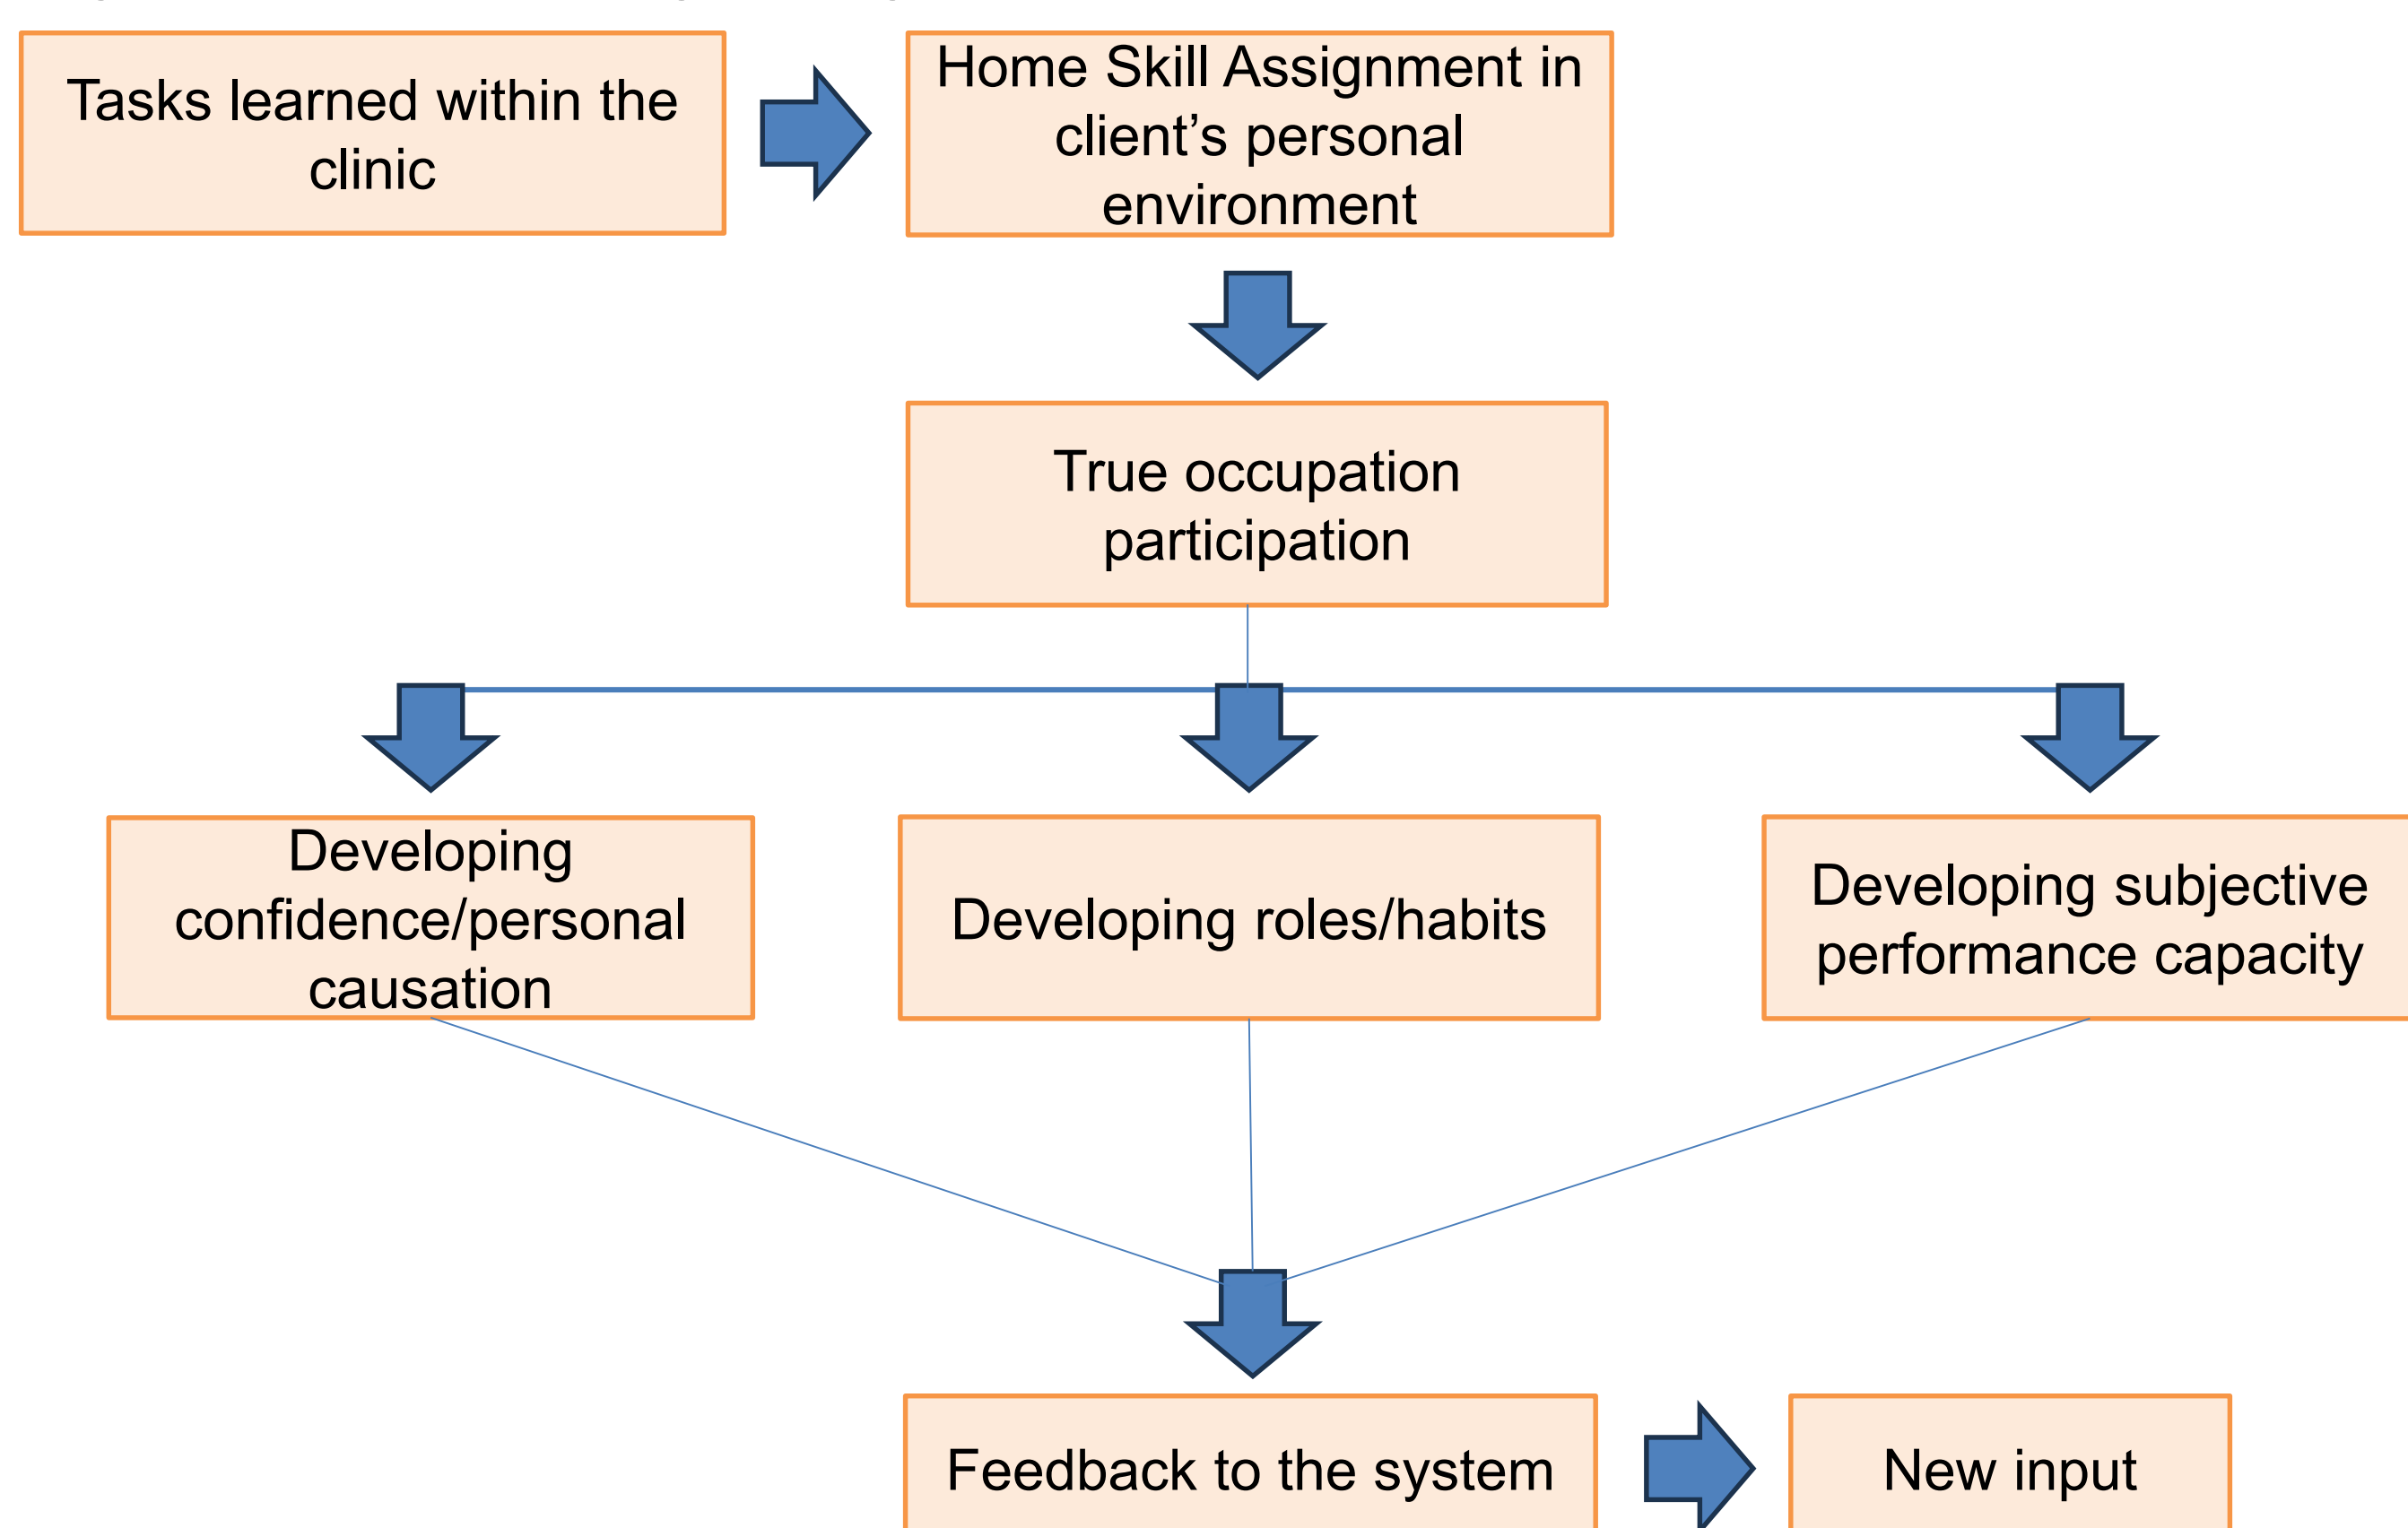 Tasks learned within the
clinic
Home Skill Assignment in
client's personal
environment
True occupation
participation
Developing
confidence/personal
causation
Developing roles/habits
Developing subjective
performance capacity
Feedback to the system
New input